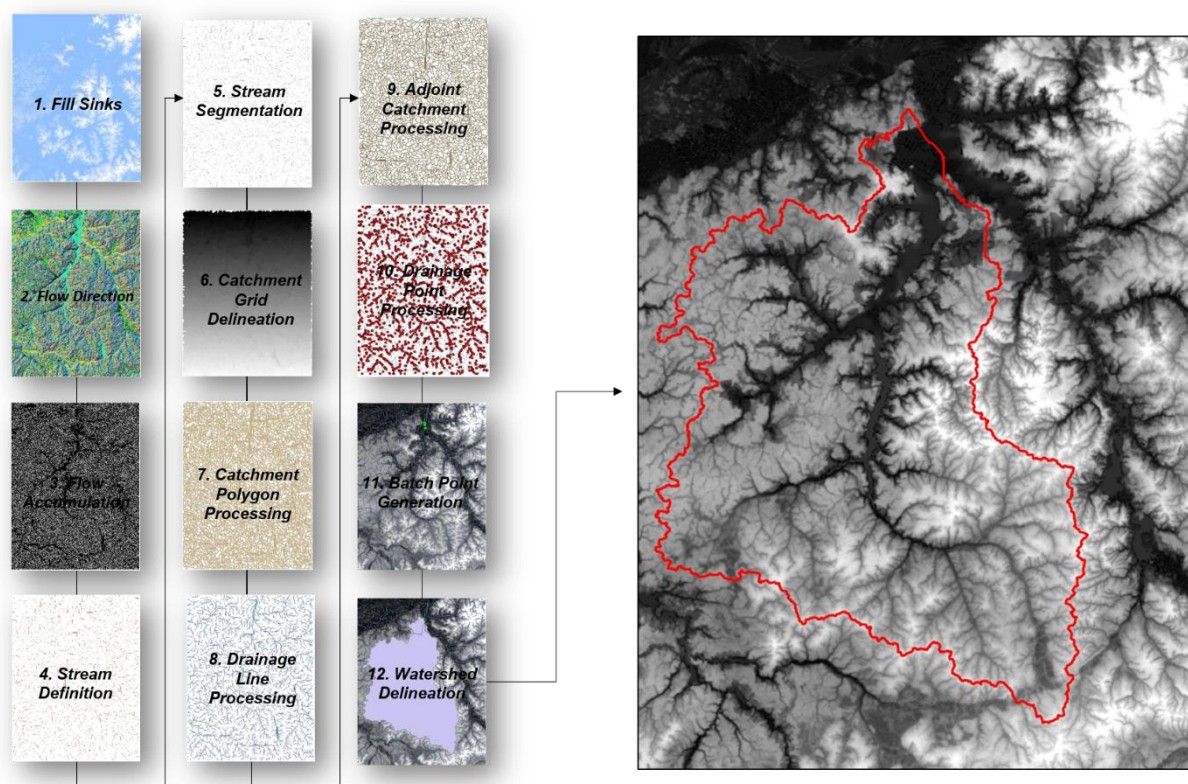 1. Fill Sinks
2. Flow Direction
3. Flow
Accumulation
4. Stream
Definition
5. Stream
Segmentation
6. Catchment
Grid
Delineation
7. Catchment
Polygon
Processing
8. Drainage
Line
Processing
9. Adjoint
Catchment
Processing
10. Drainage
Point
Processing
11. Batch Point
Generation
12. Watershed
Delineation